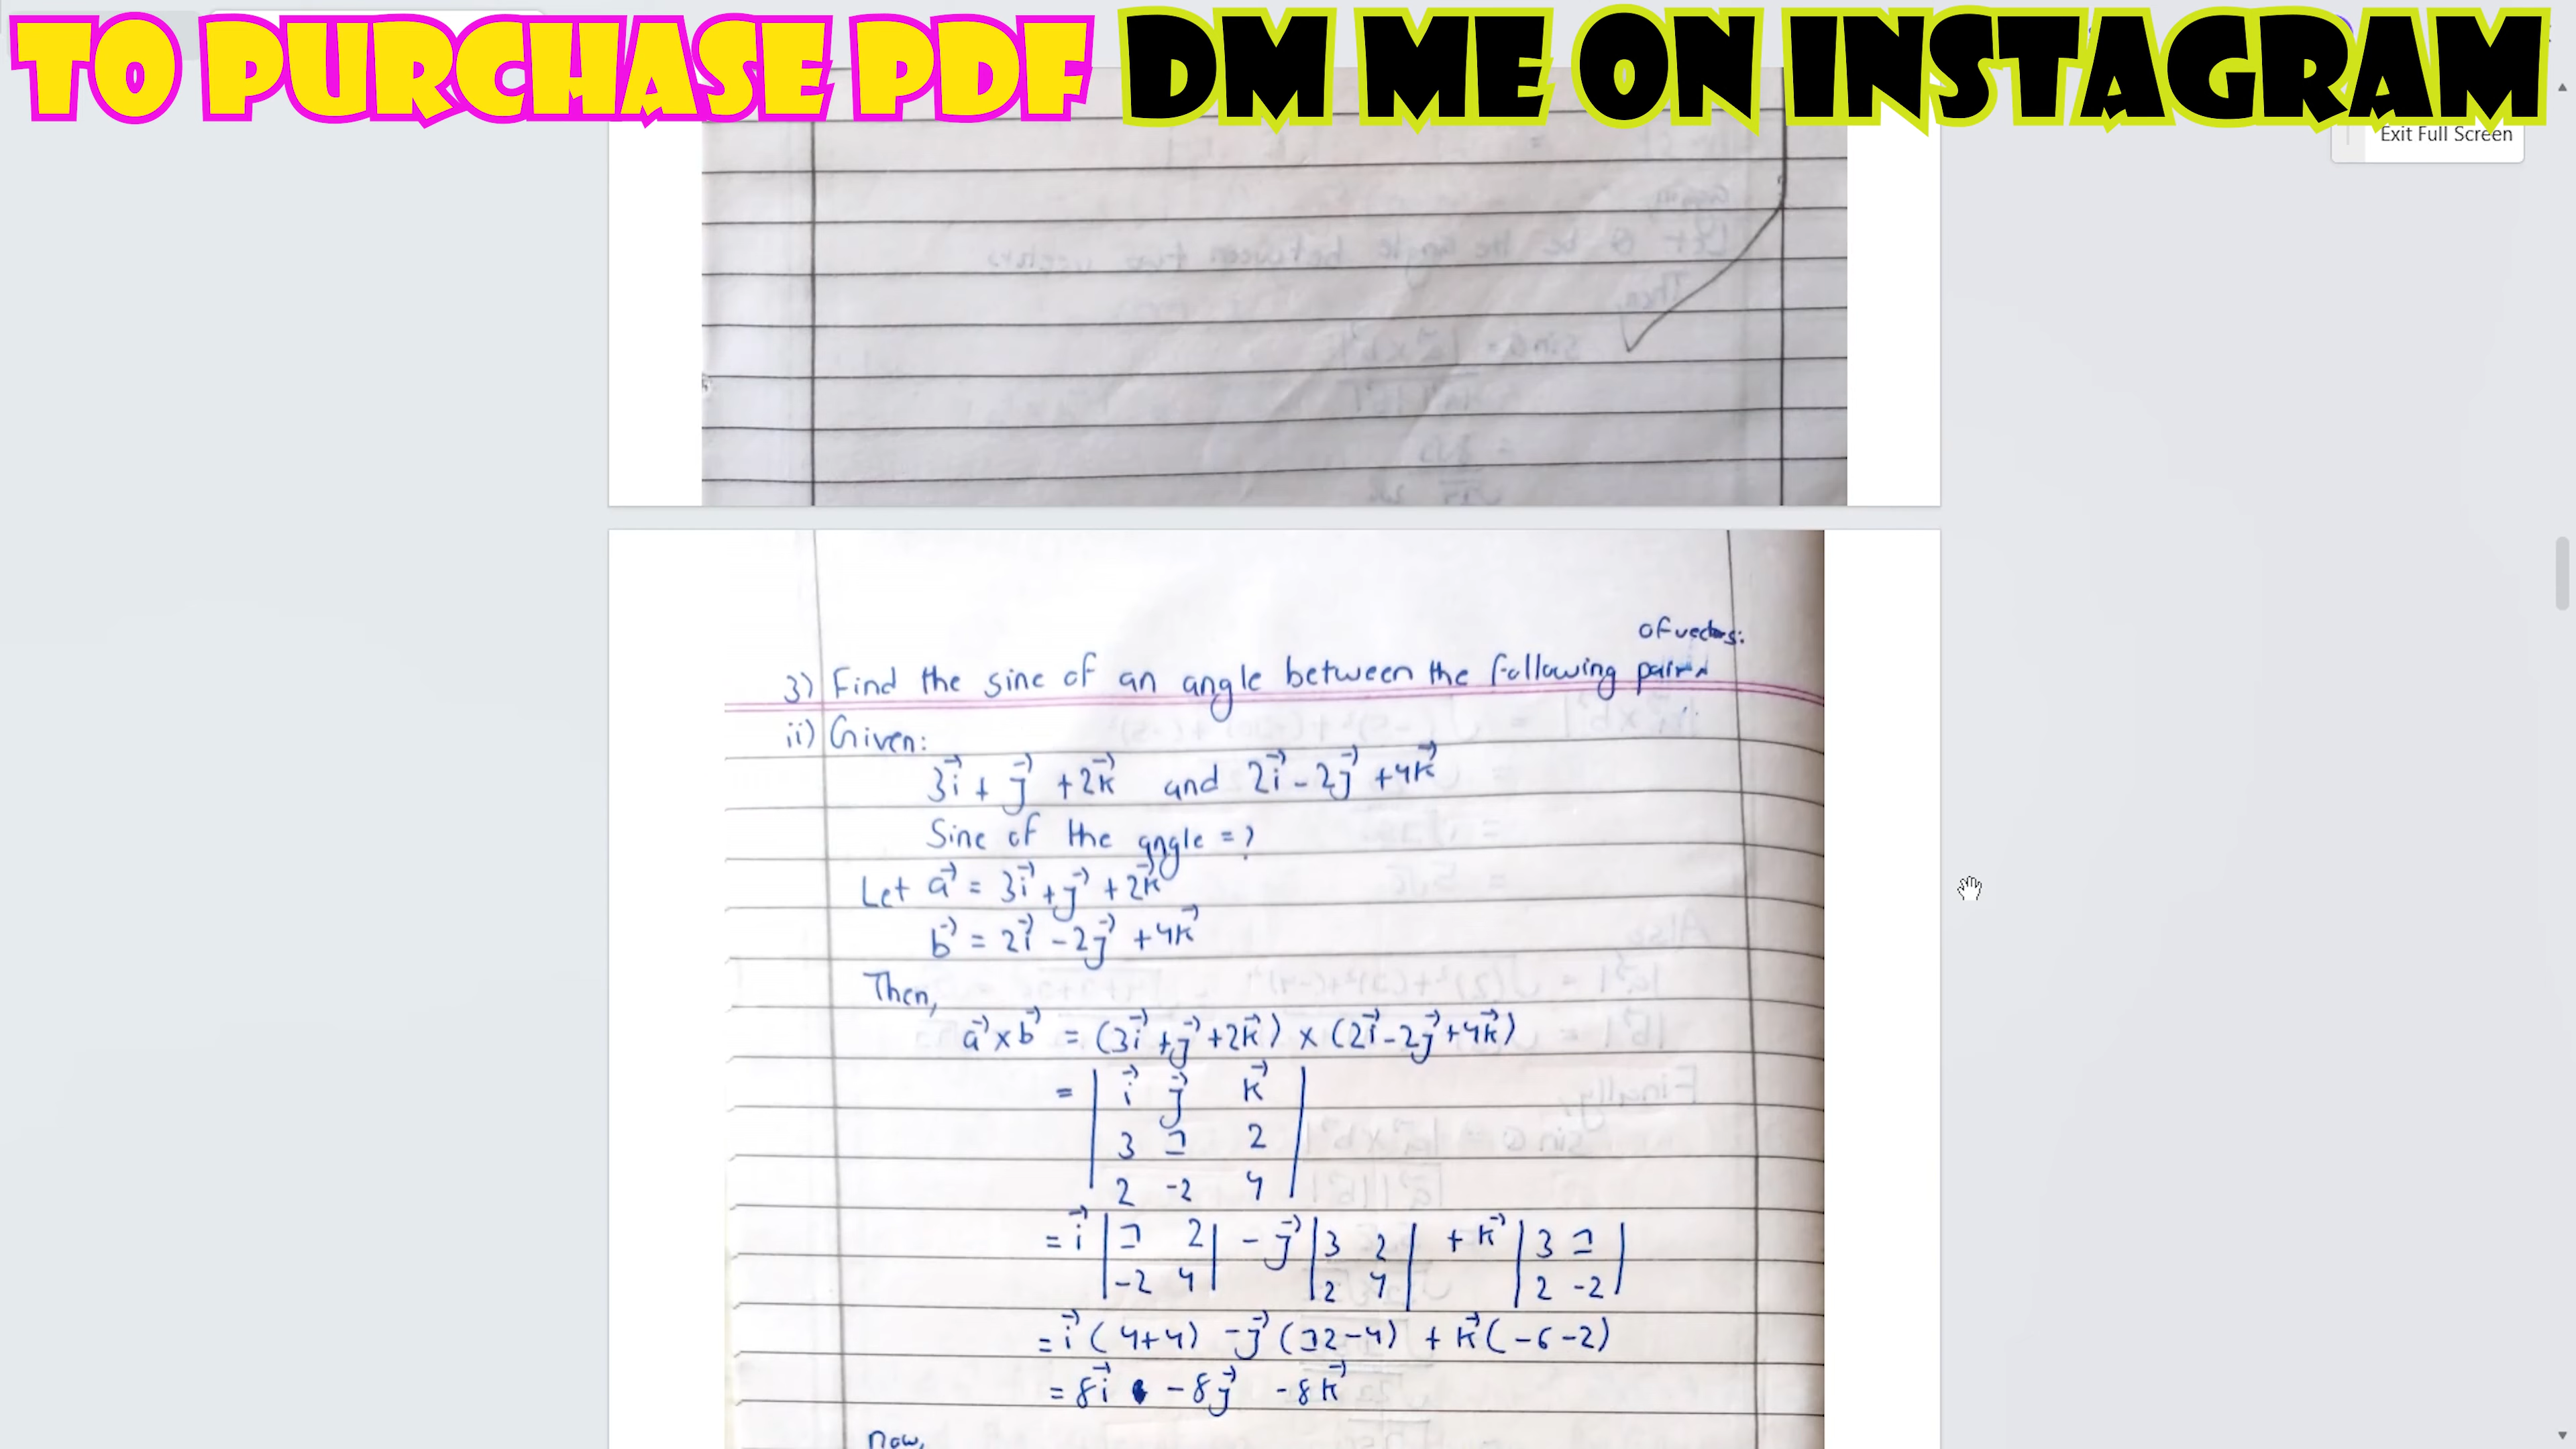 TO PURCHASE PDF DM ME ON INSTAGRAM
Exit Full Screen
of vectors:
3) Find the sine of an angle between the following pair
ii) Given:
3i⃗ + j⃗ + 2k⃗ and 2i⃗ - 2j⃗ + 4k⃗
Sine of the angle = ?
Let a⃗ = 3i⃗ + j⃗ + 2k⃗
b⃗ = 2i⃗ - 2j⃗ + 4k⃗
Then,
a⃗ x b⃗ = (3i⃗ + j⃗ + 2k⃗) x (2i⃗ - 2j⃗ + 4k⃗)
= | i⃗ j⃗ k⃗ |
3 1 2
2 -2 4
= i⃗ | 1 2 | - j⃗ | 3 2 | + k⃗ | 3 1 |
| -2 4 | | 2 4 | | 2 -2 |
= i⃗ (4+4) - j⃗ (12-4) + k⃗ (-6-2)
= 8i⃗ - 8j⃗ - 8k⃗
Now,